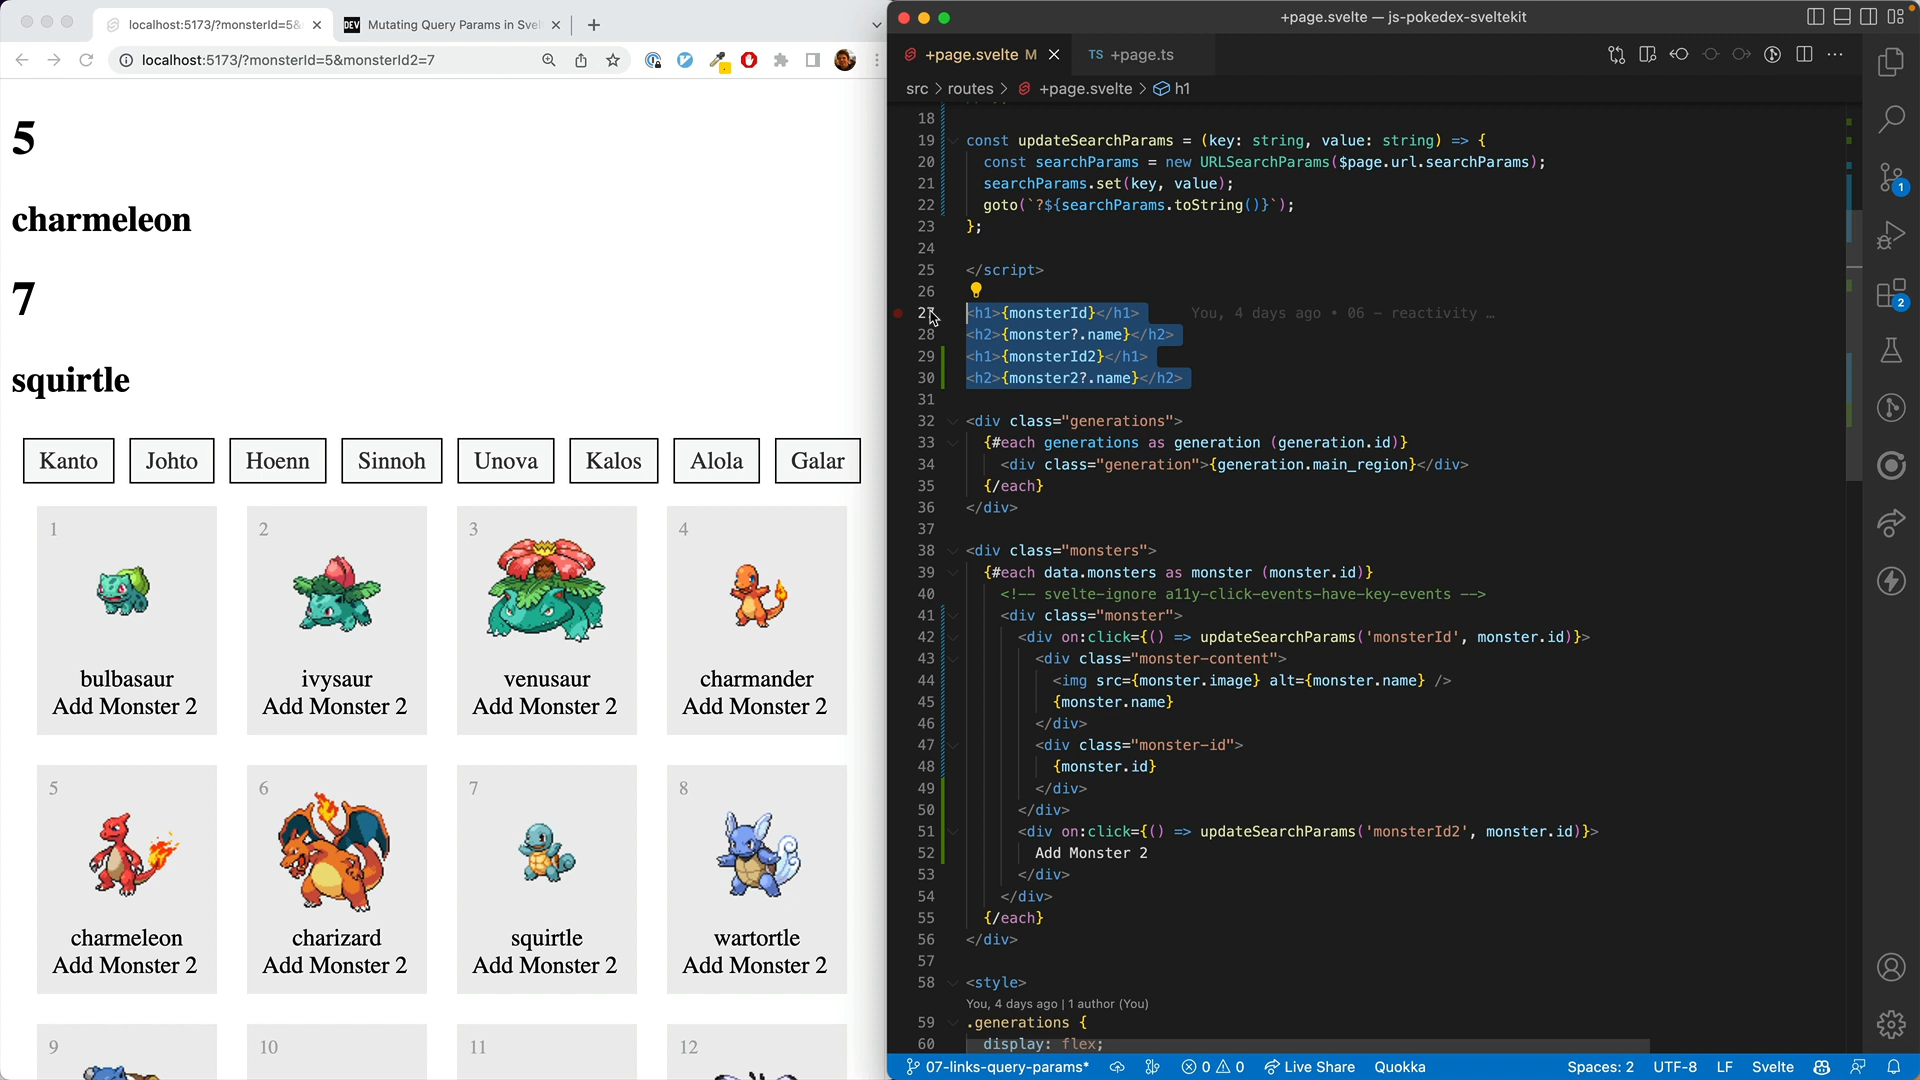 localhost:5173/?monsterId=5&
DEV Mutating Query Params in Sve
localhost:5173/?monsterId=5&monsterId2=7
5
charmeleon
7
squirtle
Kanto Johto Hoenn Sinnoh Unova Kalos Alola Galar
1 2 3 4
bulbasaur ivysaur venusaur charmander
Add Monster 2 Add Monster 2 Add Monster 2 Add Monster 2
5 6 7 8
charmeleon charizard squirtle wartortle
Add Monster 2 Add Monster 2 Add Monster 2 Add Monster 2
9 10 11 12
+page.svelte — js-pokedex-sveltekit
+page.svelte M TS +page.ts
src > routes > +page.svelte > h1
18
19 const updateSearchParams = (key: string, value: string) => {
20 const searchParams = new URLSearchParams($page.url.searchParams);
21 searchParams.set(key, value);
22 goto(`?${searchParams.toString()}`);
23 };
24
25 </script>
26
27 <h1>{monsterId}</h1> You, 4 days ago • 06 – reactivity …
28 <h2>{monster?.name}</h2>
29 <h1>{monsterId2}</h1>
30 <h2>{monster2?.name}</h2>
31
32 <div class="generations">
33 {#each generations as generation (generation.id)}
34 <div class="generation">{generation.main_region}</div>
35 {/each}
36 </div>
37
38 <div class="monsters">
39 {#each data.monsters as monster (monster.id)}
40 <!-- svelte-ignore a11y-click-events-have-key-events -->
41 <div class="monster">
42 <div on:click={() => updateSearchParams('monsterId', monster.id)}>
43 <div class="monster-content">
44 <img src={monster.image} alt={monster.name} />
45 {monster.name}
46 </div>
47 <div class="monster-id">
48 {monster.id}
49 </div>
50 </div>
51 <div on:click={() => updateSearchParams('monsterId2', monster.id)}>
52 Add Monster 2
53 </div>
54 </div>
55 {/each}
56 </div>
57
58 <style>
You, 4 days ago | 1 author (You)
59 .generations {
60 display: flex;
1
2
07-links-query-params* 0 0 Live Share Quokka Spaces: 2 UTF-8 LF Svelte